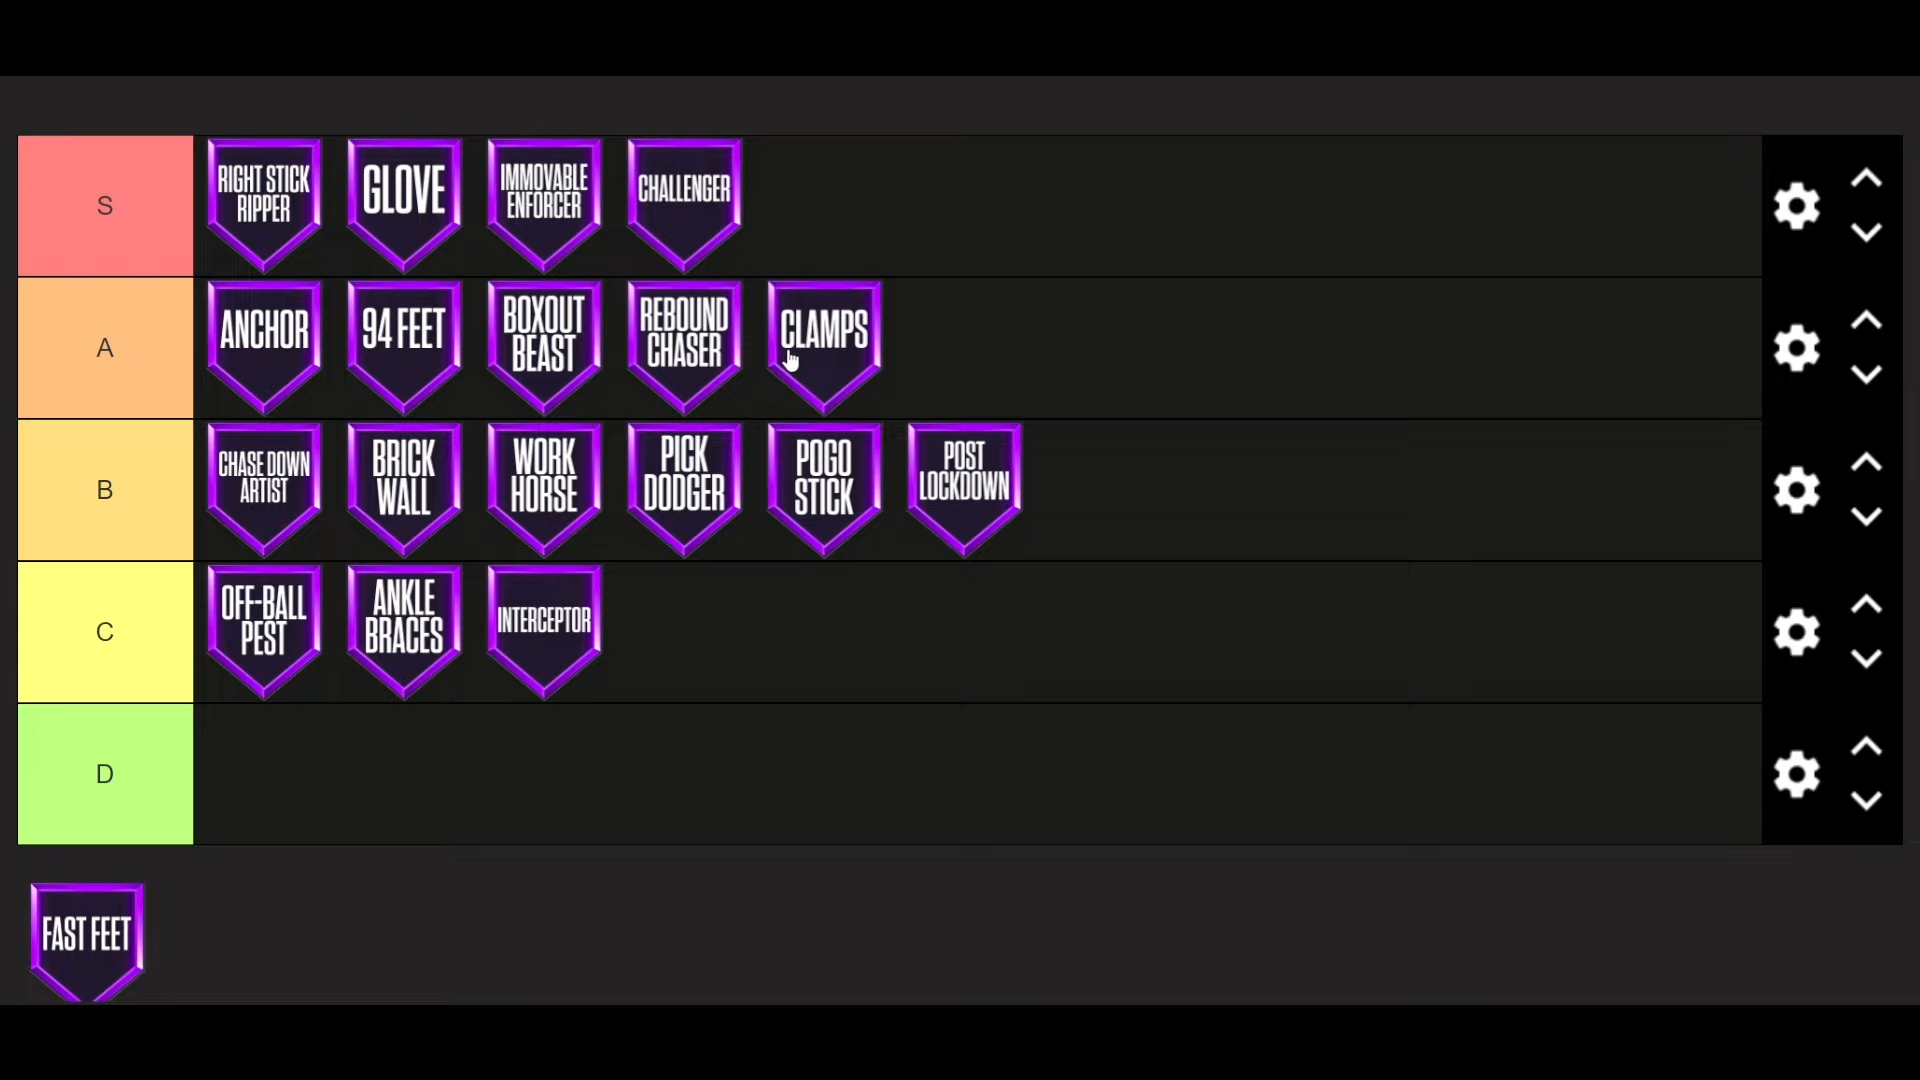 S
RIGHT STICK
RIPPER
GLOVE
IMMOVABLE
ENFORCER
CHALLENGER
A
ANCHOR
94 FEET
BOXOUT
BEAST
REBOUND
CHASER
CLAMPS
B
CHASE DOWN
ARTIST
BRICK
WALL
WORK
HORSE
PICK
DODGER
POGO
STICK
POST
LOCKDOWN
C
OFF-BALL
PEST
ANKLE
BRACES
INTERCEPTOR
D
FAST FEET